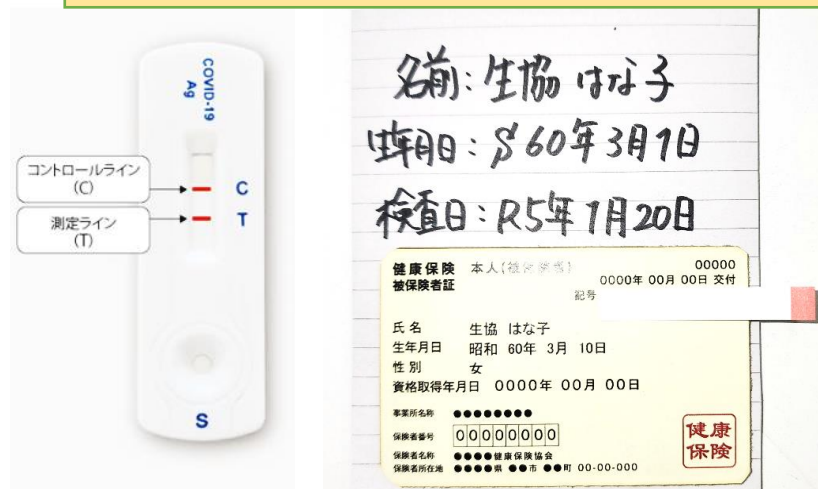 COVID-19
Ag
コントロールライン
(C)
C
測定ライン
(T)
T
S
名前:生協 はな子
生年月日:S60年3月1日
検査日:R5年1月20日
健康保険 本人(被保険者) 00000
被保険者証 0000年 00月 00日 交付
記号
氏名 生協 はな子
生年月日 昭和 60年 3月 10日
性別 女
資格取得年月日 0000年 00月 00日
事業所名称 ●●●●●●●●
保険者番号 00000000
保険者名称 ●●●●健康保険協会
保険者所在地 ●●●●県 ●●市 ●●町 00-00-000
健康
保険